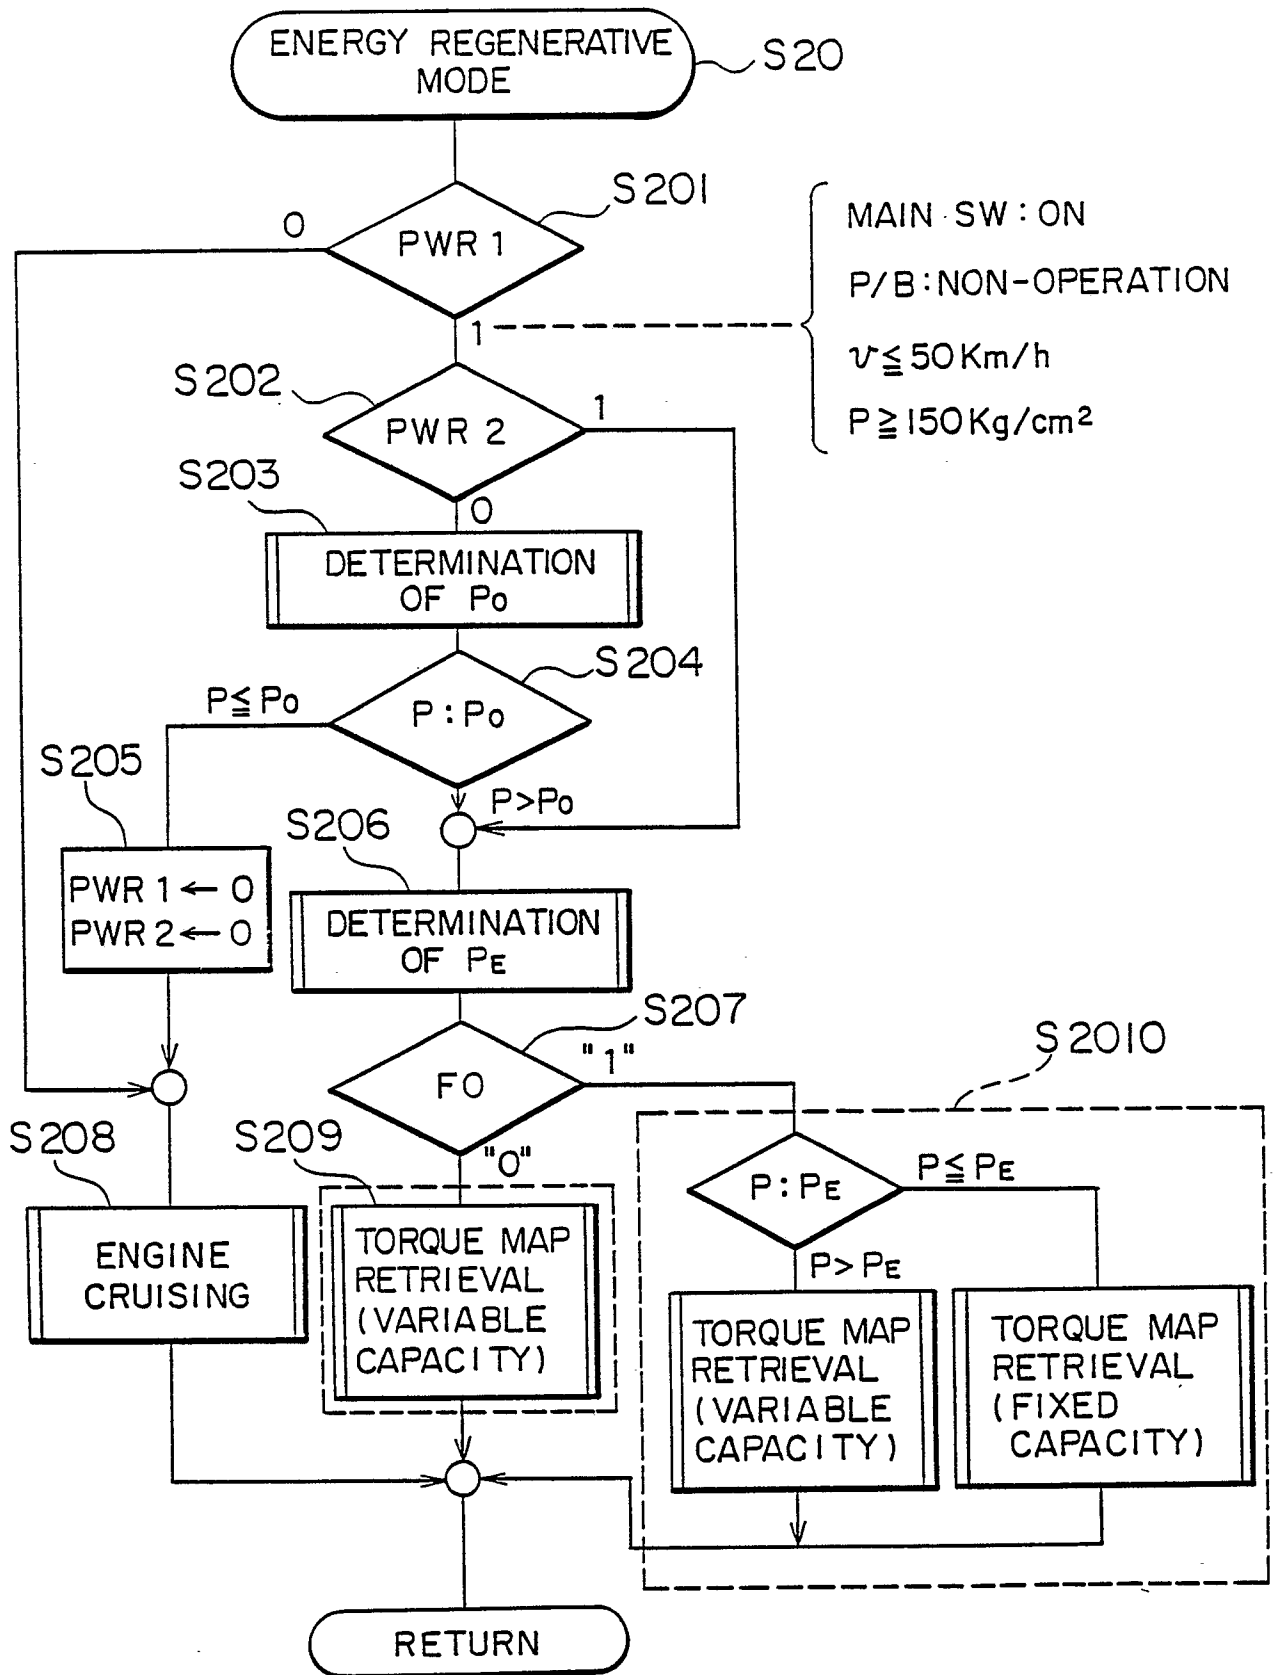 ENERGY REGENERATIVE
MODE
S20
S201
0
PWR 1
1
MAIN SW : ON
P/B : NON-OPERATION
v ≦ 50 Km/h
P ≧ 150 Kg/cm²
S202
PWR 2
1
0
S203
DETERMINATION
OF Po
S204
P ≦ Po
P : Po
P > Po
S205
PWR 1 ← 0
PWR 2 ← 0
S206
DETERMINATION
OF PE
S207
FO
"1"
"0"
S208
ENGINE
CRUISING
S209
TORQUE MAP
RETRIEVAL
(VARIABLE
CAPACITY)
S2010
P : PE
P ≦ PE
P > PE
TORQUE MAP
RETRIEVAL
(VARIABLE
CAPACITY)
TORQUE MAP
RETRIEVAL
(FIXED
CAPACITY)
RETURN